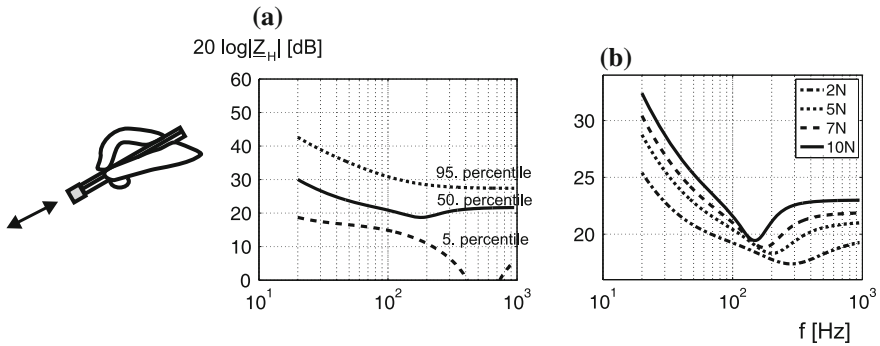 (a)
20 log|Z_H| [dB]
60
50
40
30
20
10
0
95. percentile
50. percentile
5. percentile
10^1
10^2
10^3
(b)
30
25
20
2N
5N
7N
10N
10^1
10^2
10^3
f [Hz]